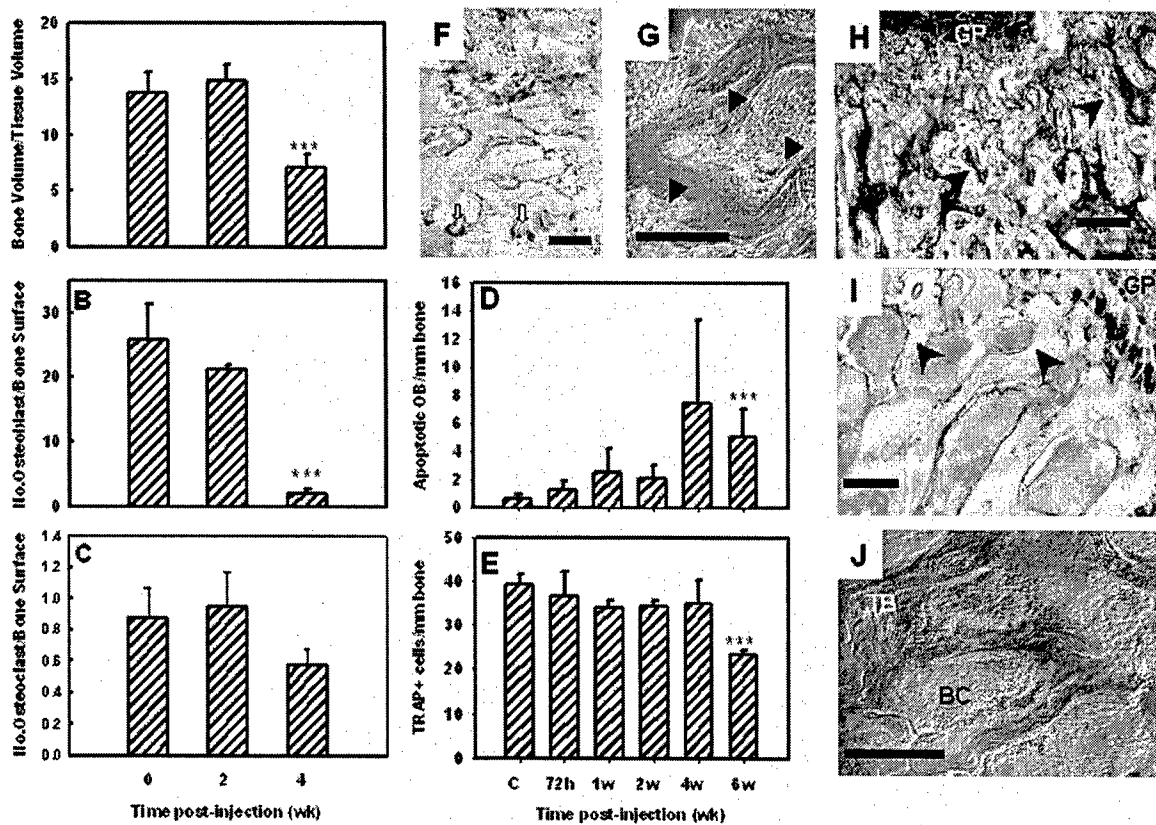 Bone Volume/Tissue Volume
20
15
10
5
0
***
B
No.Osteoblast/Bone Surface
30
20
10
0
***
C
No.Osteoclast/Bone Surface
1.4
1.2
1.0
0.8
0.6
0.4
0.2
0.0
0 2 4
Time post-injection (wk)
D
Apoptotic OB/mm bone
16
14
12
10
8
6
4
2
0
***
E
TRAP+ cells/mm bone
50
40
30
20
10
0
***
C 72h 1w 2w 4w 6w
Time post-injection (wk)
F
G
H
GP
I
GP
J
TB
BC